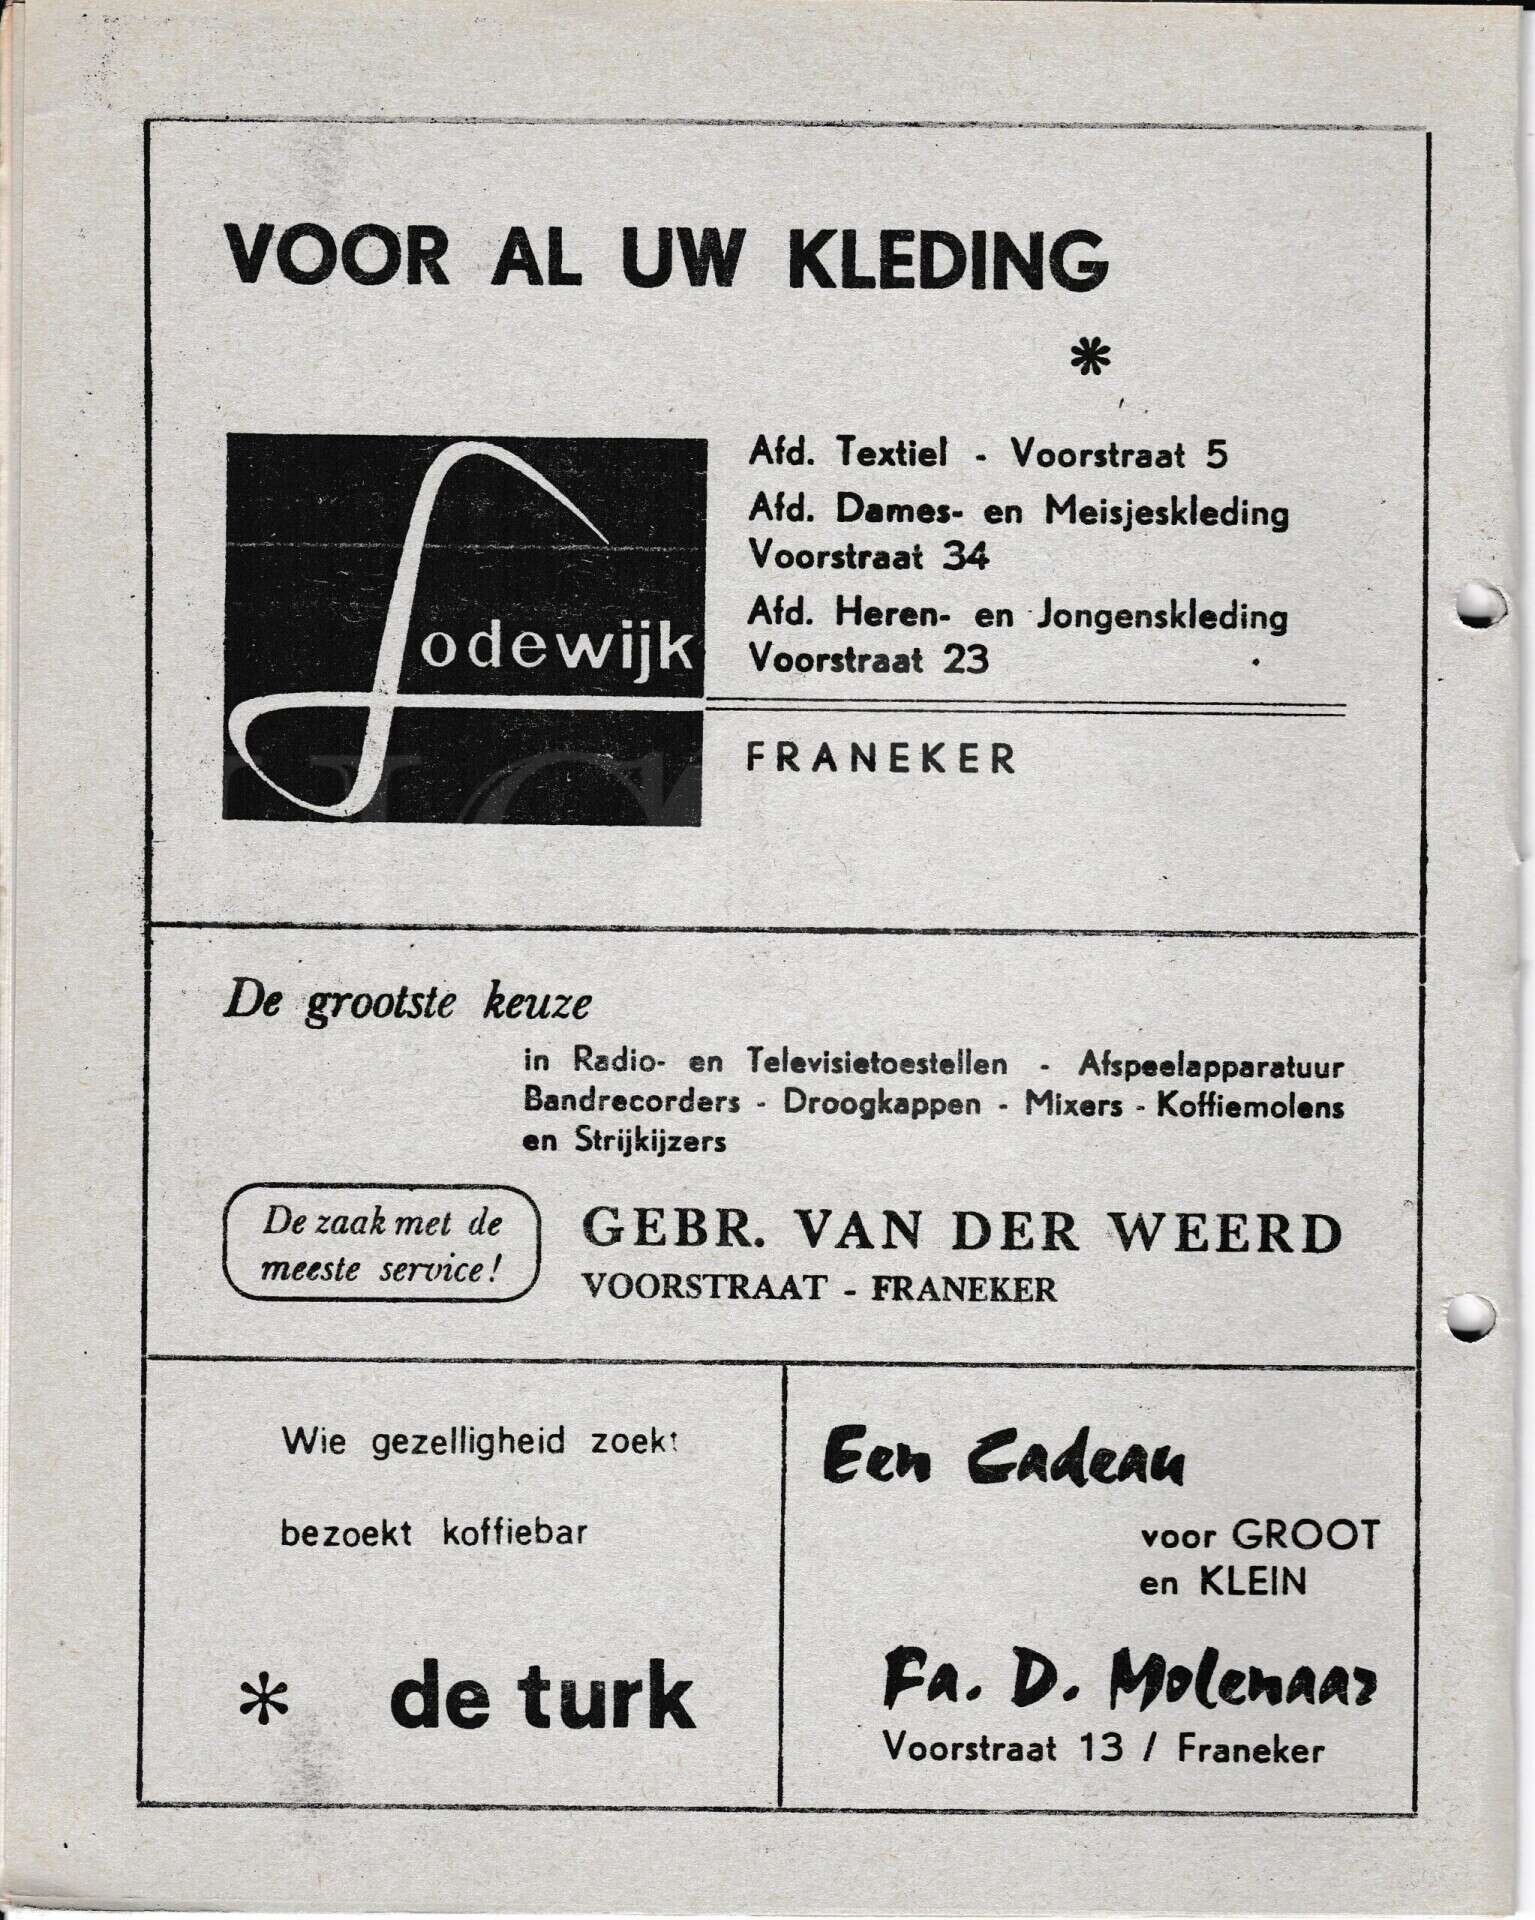 VOOR AL UW KLEDING
*
Lodewijk
Afd. Textiel - Voorstraat 5
Afd. Dames- en Meisjeskleding
Voorstraat 34
Afd. Heren- en Jongenskleding
Voorstraat 23
FRANEKER
De grootste keuze
in Radio- en Televisietoestellen - Afspeelapparatuur
Bandrecorders - Droogkappen - Mixers - Koffiemolens
en Strijkijzers
De zaak met de
meeste service!
GEBR. VAN DER WEERD
VOORSTRAAT - FRANEKER
Wie gezelligheid zoekt
bezoekt koffiebar
* de turk
Een Cadeau
voor GROOT
en KLEIN
Fa. D. Molenaar
Voorstraat 13 / Franeker